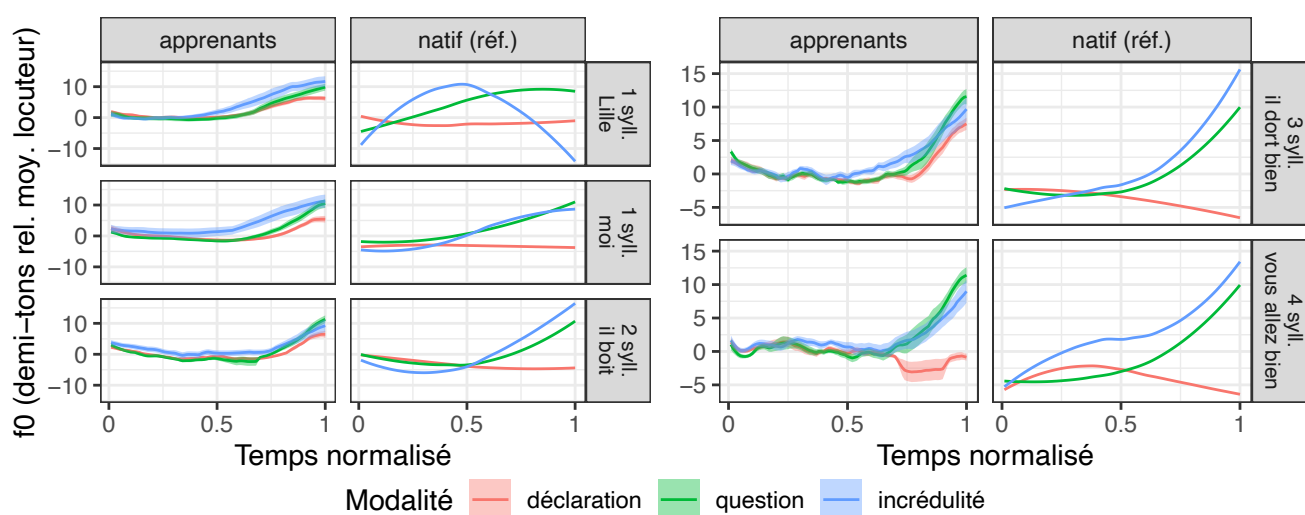 f0 (demi−tons rel. moy. locuteur)
apprenants
natif (réf.)
10
0
−10
1 syll.
Lille
10
0
−10
1 syll.
moi
10
0
−10
2 syll.
il boit
0
0.5
1
0
0.5
1
Temps normalisé
apprenants
natif (réf.)
15
10
5
0
−5
3 syll.
il dort bien
15
10
5
0
−5
4 syll.
vous allez bien
0
0.5
1
0
0.5
1
Temps normalisé
Modalité déclaration question incrédulité